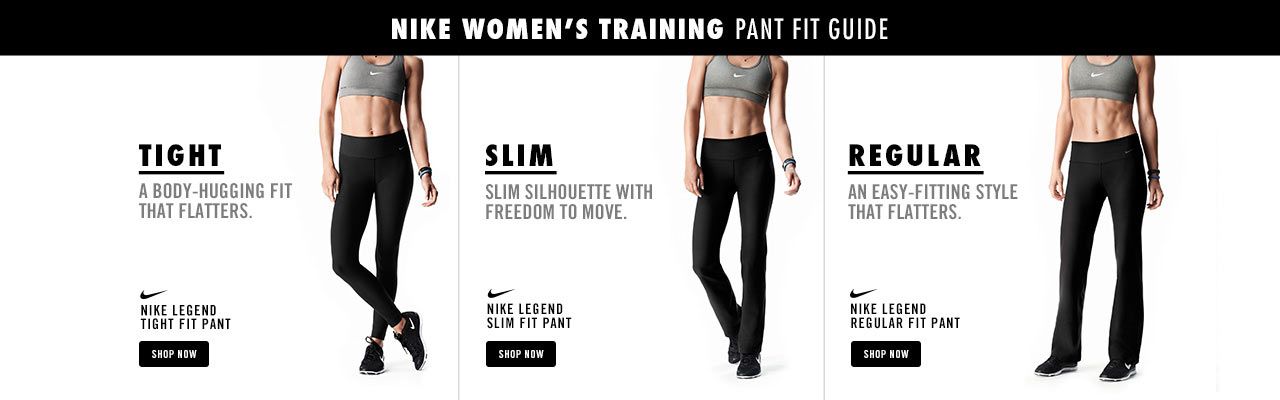 NIKE WOMEN'S TRAINING PANT FIT GUIDE
TIGHT
A BODY-HUGGING FIT
THAT FLATTERS.
NIKE LEGEND
TIGHT FIT PANT
SHOP NOW
SLIM
SLIM SILHOUETTE WITH
FREEDOM TO MOVE.
NIKE LEGEND
SLIM FIT PANT
SHOP NOW
REGULAR
AN EASY-FITTING STYLE
THAT FLATTERS.
NIKE LEGEND
REGULAR FIT PANT
SHOP NOW